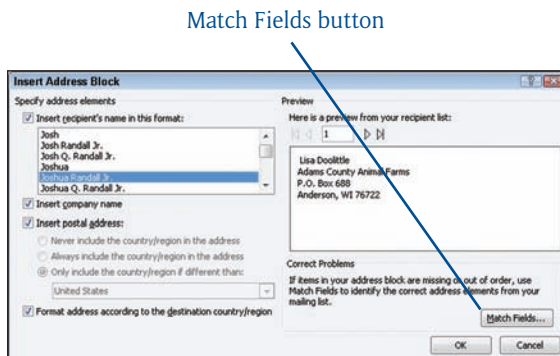 Match Fields button
Insert Address Block
Specify address elements
Insert recipient's name in this format:
Josh
Josh Randall Jr.
Josh Q. Randall Jr.
Joshua
Joshua Randall Jr.
Joshua Q. Randall Jr.
Insert company name
Insert postal address:
Never include the country/region in the address
Always include the country/region in the address
Only include the country/region if different than:
United States
Format address according to the destination country/region
Preview
Here is a preview from your recipient list:
1
Lisa Doolittle
Adams County Animal Farms
P.O. Box 688
Anderson, WI 76722
Correct Problems
If items in your address block are missing or out of order, use
Match Fields to identify the correct address elements from your
mailing list.
Match Fields...
OK
Cancel